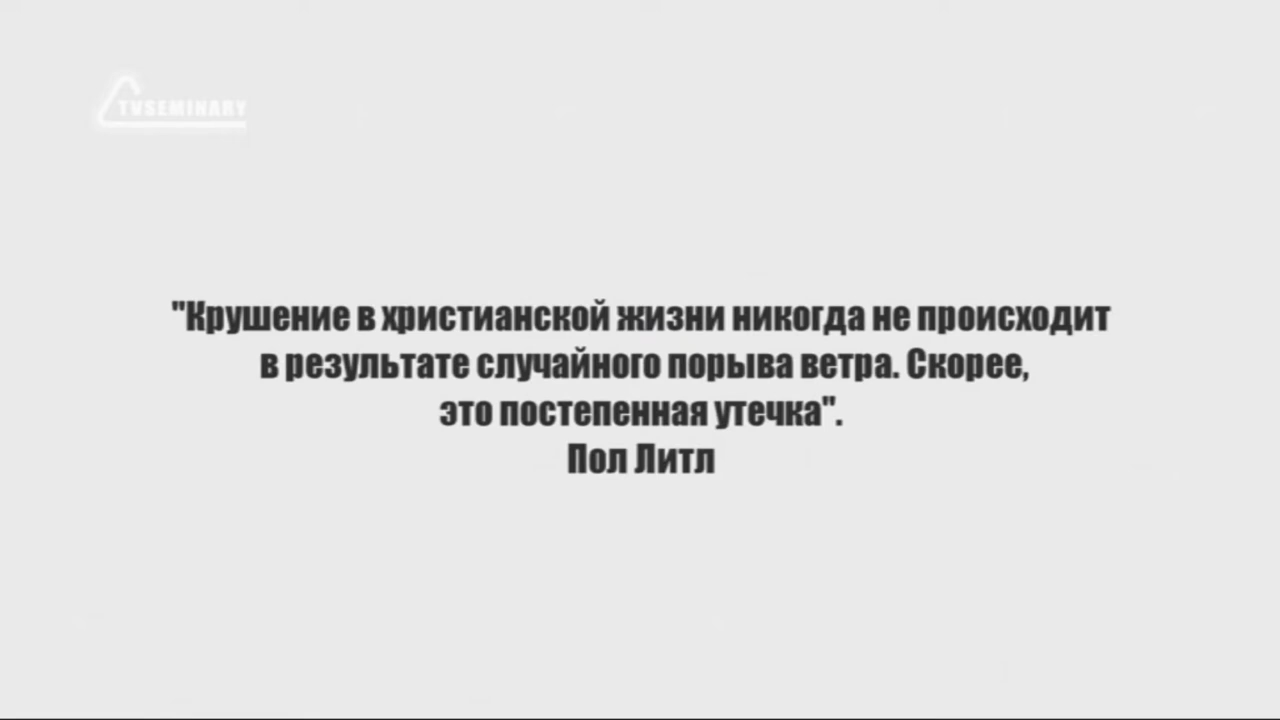 TVSEMINARY
"Крушение в христианской жизни никогда не происходит
в результате случайного порыва ветра. Скорее,
это постепенная утечка".
Пол Литл